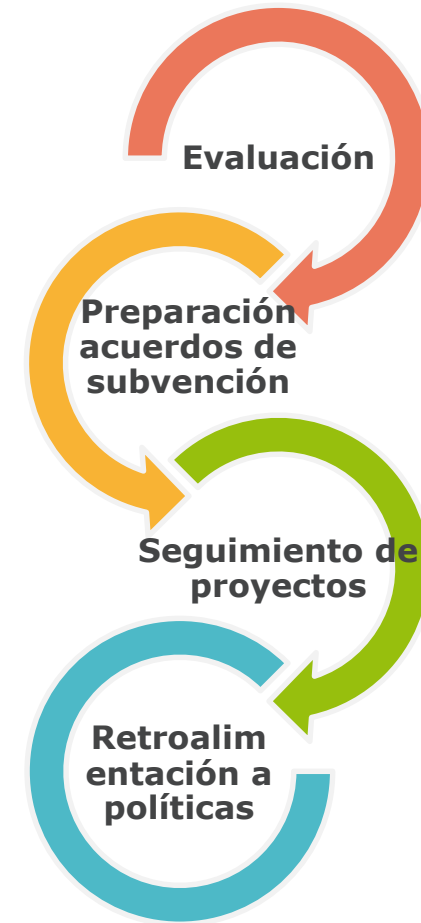 Evaluación
Preparación
acuerdos de
subvención
Seguimiento de
proyectos
Retroalim
entación a
políticas